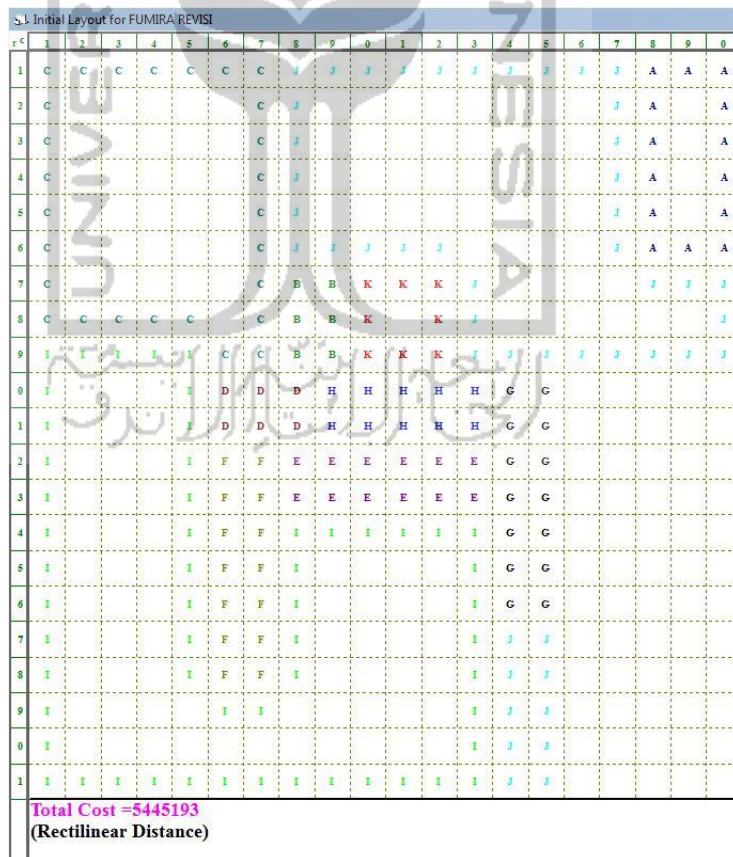 Initial Layout for FUMIRA REVISI
r c 1 2 3 4 5 6 7 8 9 0 1 2 3 4 5 6 7 8 9 0
1 C C C C C C C J J J J J J J J J J A A A
2 C C J J A A
3 C C J J A A
4 C C J J A A
5 C C J J A A
6 C C J J J J J J A A A
7 C C B B K K K J J J J
8 C C C C C C B B K K J J
9 I I I I I C C B B K K K J J J J J J J J
0 I I D D D H H H H H G G
1 I I D D D H H H H H G G
2 I I F F E E E E E E G G
3 I I F F E E E E E E G G
4 I I F F I I I I I I G G
5 I I F F I I G G
6 I I F F I I G G
7 I I F F I I J J
8 I I F F I I J J
9 I I I I J J
0 I I J J
1 I I I I I I I I I I I I I J J
Total Cost =5445193
(Rectilinear Distance)
UNIVER
NESIA